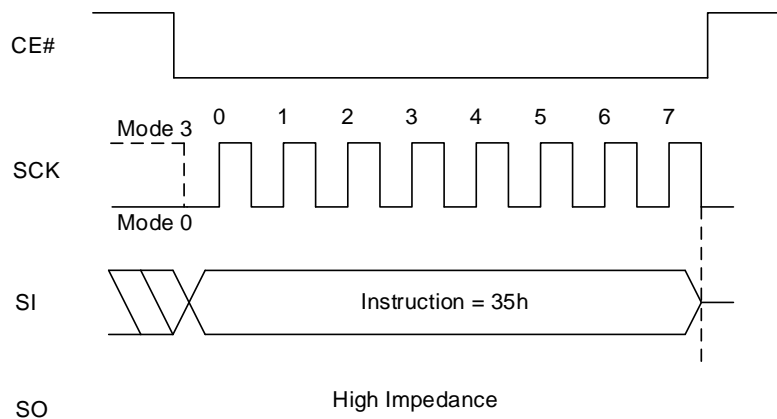 CE#
0 1 2 3 4 5 6 7
Mode 3
SCK
Mode 0
SI
Instruction = 35h
SO
High Impedance